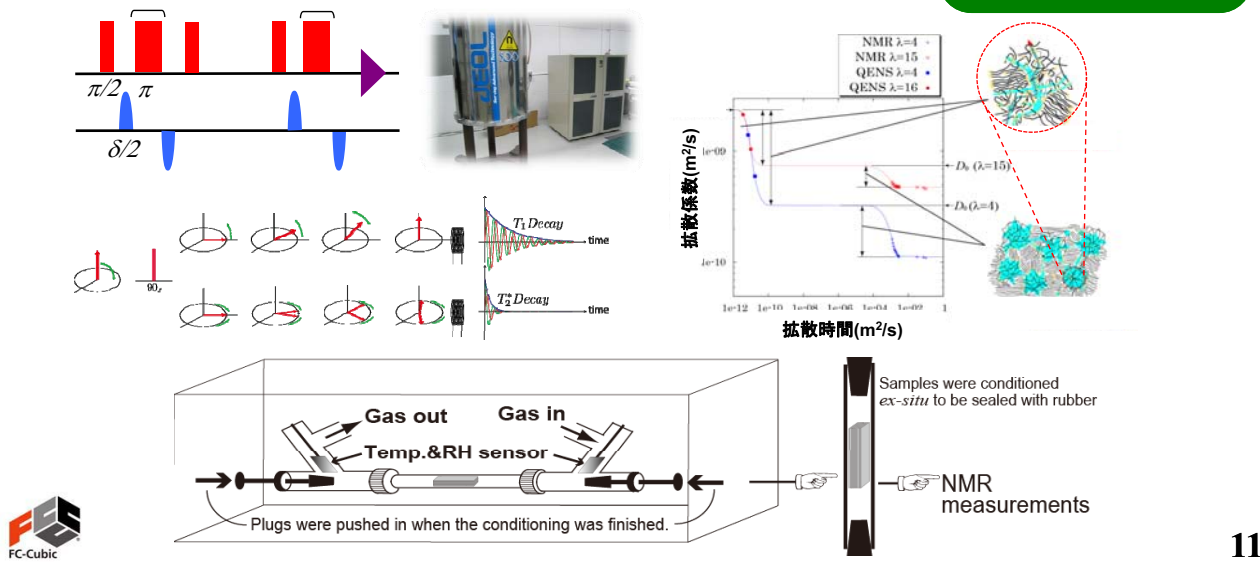 π/2
π
δ/2
JEOL
NMR λ=4
NMR λ=15
QENS λ=4
QENS λ=16
拡散係数(m²/s)
1e-09
1e-10
D₀ (λ=15)
D₀(λ=4)
1e-12 1e-10 1e-08 1e-06 1e-04 1e-02 1
拡散時間(m²/s)
T₁Decay
time
90ₓ
T₂*Decay
time
Gas out
Gas in
Temp.&RH sensor
Plugs were pushed in when the conditioning was finished.
Samples were conditioned
ex-situ to be sealed with rubber
NMR
measurements
FC-Cubic
11